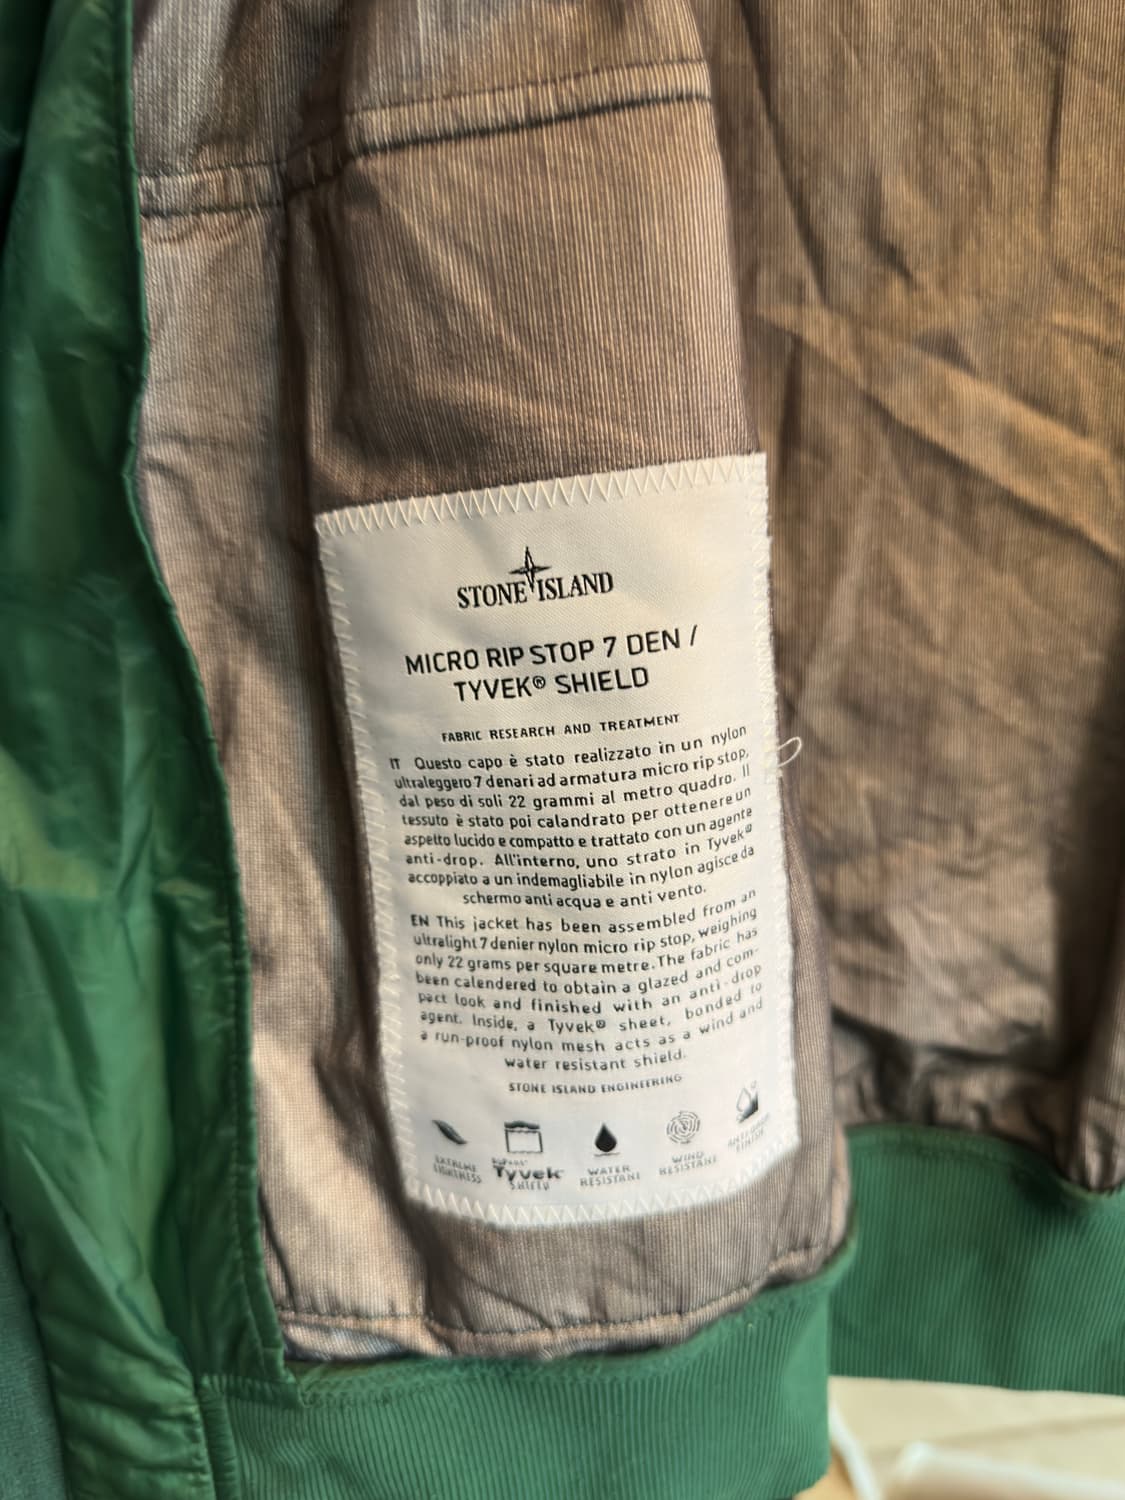 STONE ISLAND
MICRO RIP STOP 7 DEN /
TYVEK® SHIELD
FABRIC RESEARCH AND TREATMENT
IT Questo capo è stato realizzato in un nylon
ultraleggero 7 denari ad armatura micro rip stop,
dal peso di soli 22 grammi al metro quadro. Il
tessuto è stato poi calandrato per ottenere un
aspetto lucido e compatto e trattato con un agente
anti-drop. All'interno, uno strato in Tyvek®
accoppiato a un indemagliabile in nylon agisce da
schermo anti acqua e anti vento.
EN This jacket has been assembled from an
ultralight 7 denier nylon micro rip stop, weighing
only 22 grams per square metre. The fabric has
been calendered to obtain a glazed and com-
pact look and finished with an anti-drop
agent. Inside, a Tyvek® sheet, bonded to
a run-proof nylon mesh acts as a wind and
water resistant shield.
STONE ISLAND ENGINEERING
EXTREME
LIGHTNESS
Tyvek
SHIELD
WATER
RESISTANT
WIND
RESISTANT
ANTI DROP
FINISH